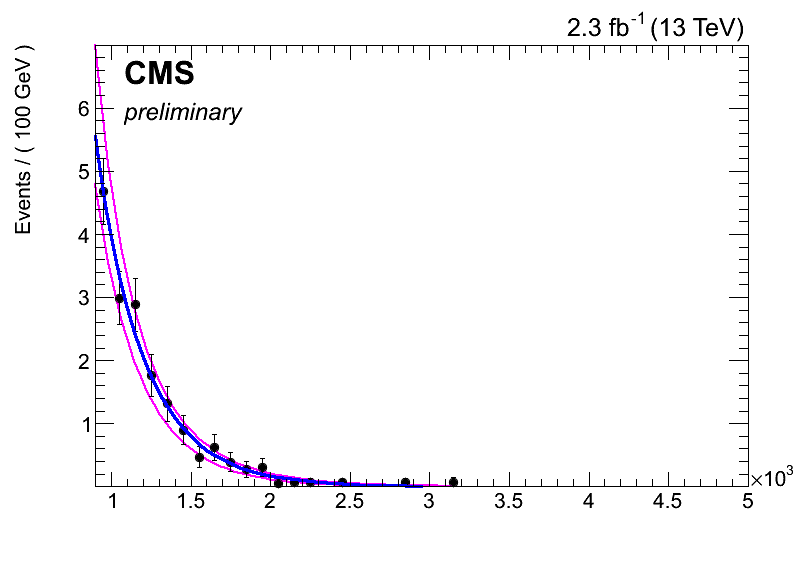 2.3 fb⁻¹ (13 TeV)
CMS
preliminary
Events / ( 100 GeV )
6
5
4
3
2
1
1 1.5 2 2.5 3 3.5 4 4.5 5
×10³